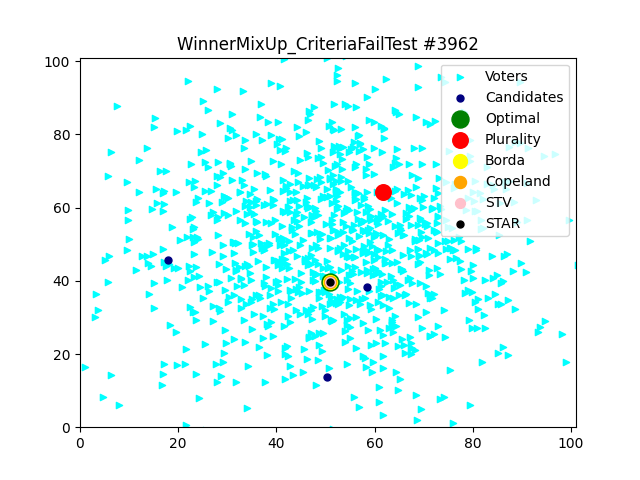 WinnerMixUp_CriteriaFailTest #3962
Voters
Candidates
Optimal
Plurality
Borda
Copeland
STV
STAR
100
80
60
40
20
0
0 20 40 60 80 100